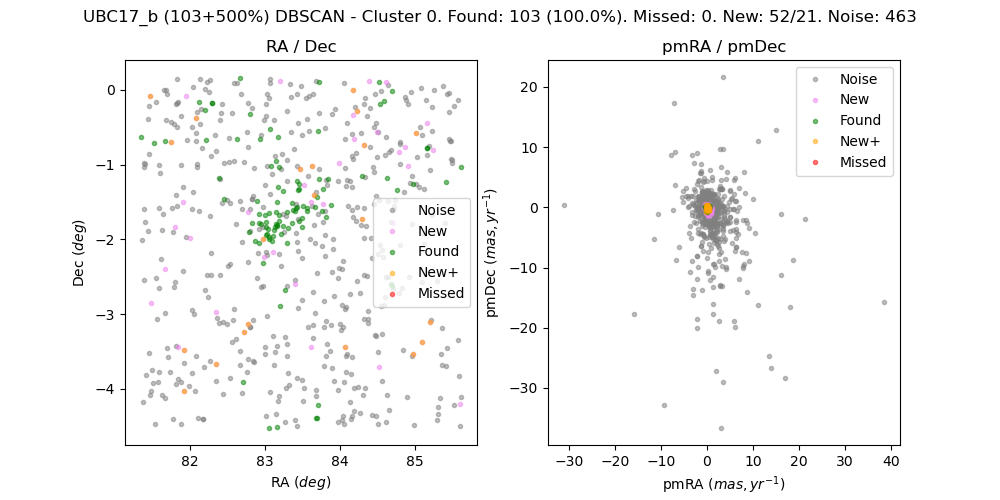 UBC17_b (103+500%) DBSCAN - Cluster 0. Found: 103 (100.0%). Missed: 0. New: 52/21. Noise: 463
RA / Dec
pmRA / pmDec
0
−1
−2
−3
−4
Dec (deg)
82
83
84
85
RA (deg)
Noise
New
Found
New+
Missed
20
10
0
−10
−20
−30
pmDec (mas, yr⁻¹)
−30
−20
−10
0
10
20
30
40
pmRA (mas, yr⁻¹)
Noise
New
Found
New+
Missed